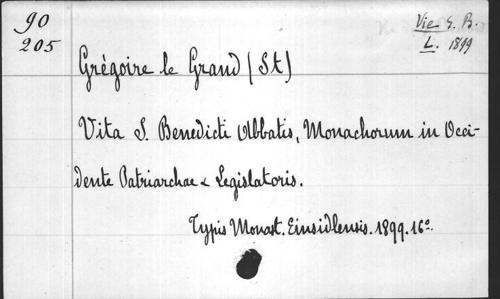 90
205
Vie S. B.
L. 1899
Grégoire le Grand (St)
Vita S. Benedicti Abbatis, Monachorum in Occi-
dente Patriarchae & Legislatoris.
Typis Monast. Einsidlensis. 1899. 16º.